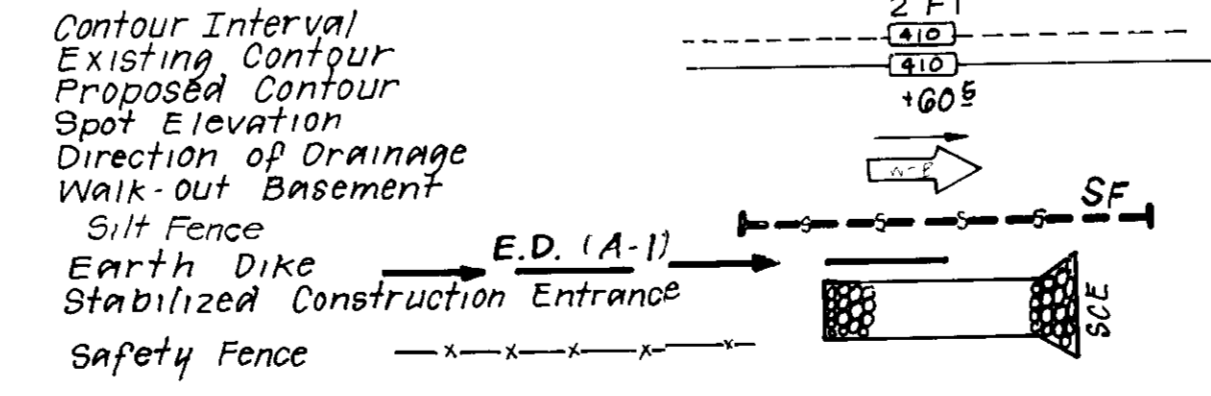 Contour Interval 2 FT
Existing Contour 410
Proposed Contour 410
Spot Elevation +60 5
Direction of Drainage
Walk-out Basement W-B
Silt Fence S S S S SF
Earth Dike E.D. (A-1)
Stabilized Construction Entrance SCE
Safety Fence x x x x x